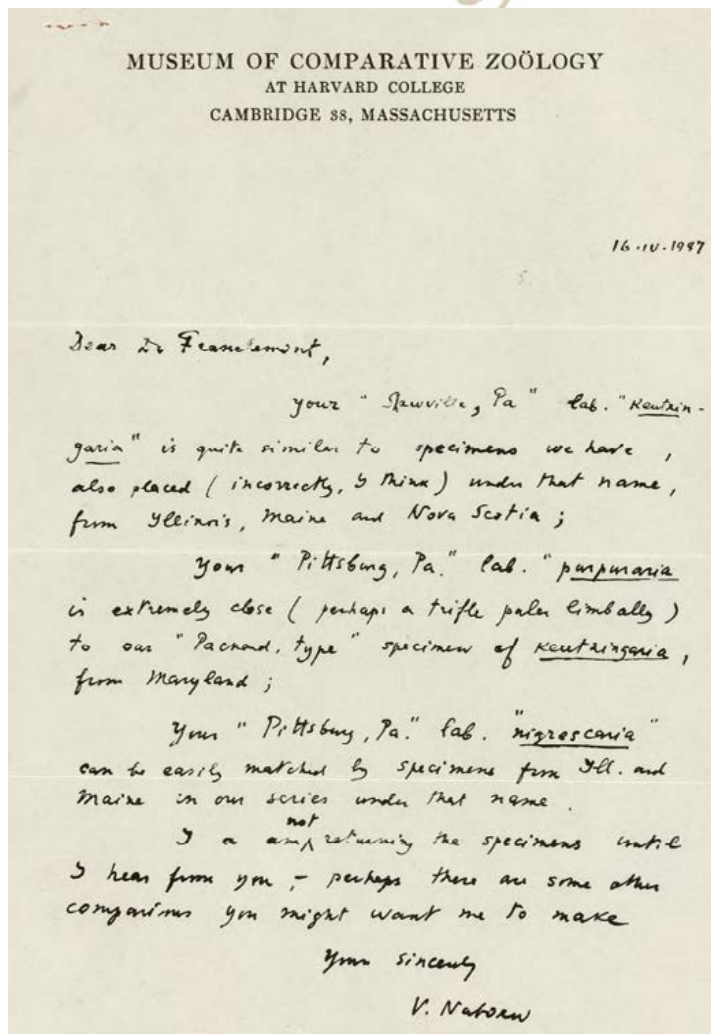 MUSEUM OF COMPARATIVE ZOÖLOGY
AT HARVARD COLLEGE
CAMBRIDGE 38, MASSACHUSETTS
16.IV.1947
Dear Dr Franclemont,
your " , Pa" lab. "Kentrin-
garia" is quite similar to specimens we have,
also placed (incorrectly, I think) under that name,
from Illinois, Maine and Nova Scotia;
Your "Pittsburg, Pa." lab. "purpuraria
is extremely close (perhaps a trifle paler limbally)
to our "Packard, type" specimen of Kentringaria,
from Maryland;
Your "Pittsburg, Pa." lab. "nigrescaria"
can be easily matched by specimens from Ill. and
Maine in our series under that name.
I a am not returning the specimens until
I hear from you, – perhaps there are some other
comparisons you might want me to make
Yours sincerely
V. Nabokov